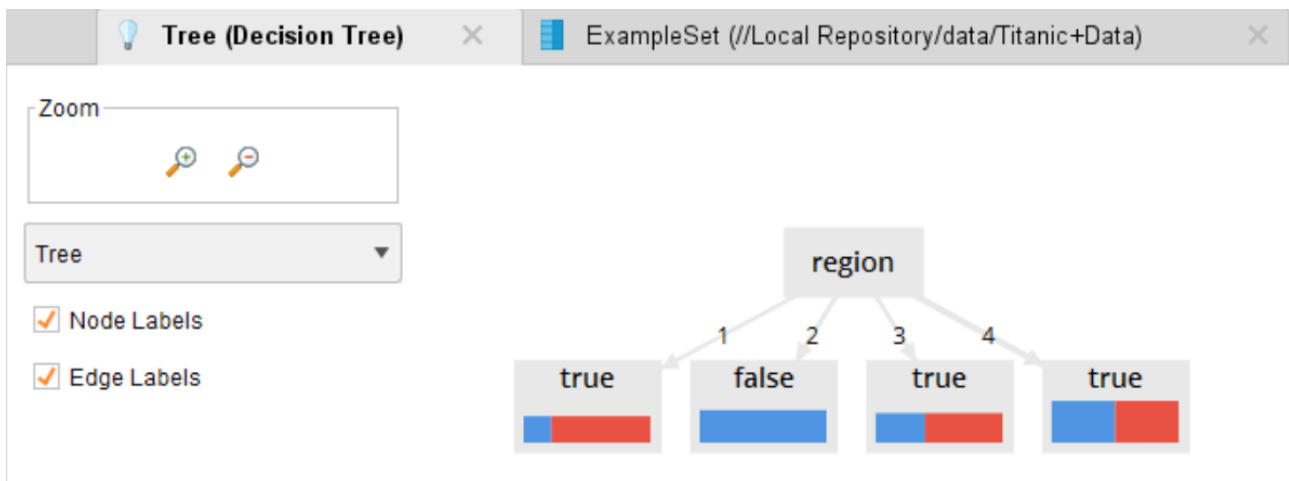 Tree (Decision Tree) ExampleSet (//Local Repository/data/Titanic+Data)
Zoom
Tree
Node Labels
Edge Labels
region
1 2 3 4
true false true true